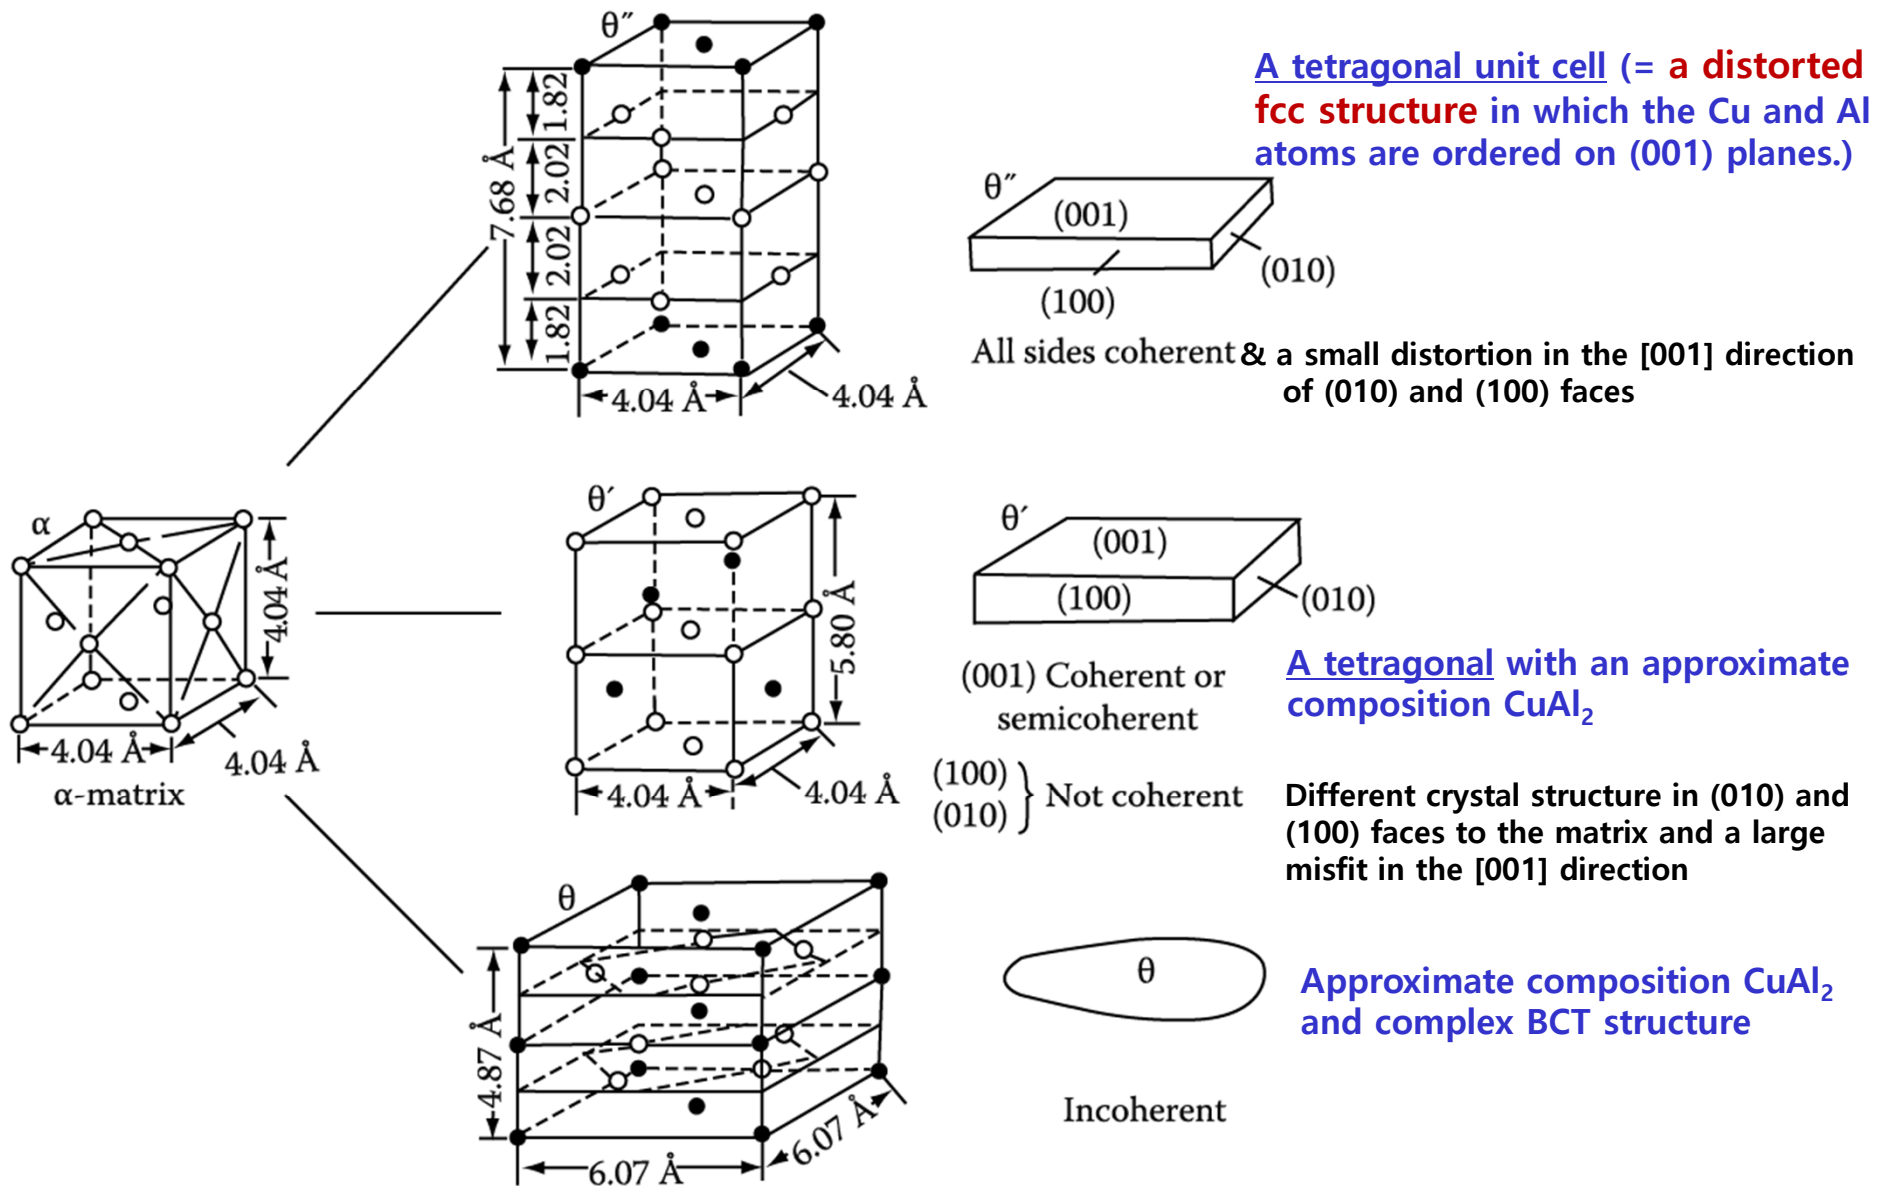 θ″
1.82
2.02
2.02
1.82
7.68 Å
4.04 Å
4.04 Å
A tetragonal unit cell (= a distorted
fcc structure in which the Cu and Al
atoms are ordered on (001) planes.)
θ″
(001)
(010)
(100)
All sides coherent & a small distortion in the [001] direction
of (010) and (100) faces
α
4.04 Å
4.04 Å
4.04 Å
α-matrix
θ′
5.80 Å
4.04 Å
4.04 Å
θ′
(001)
(100)
(010)
(001) Coherent or
semicoherent
(100)
(010)
Not coherent
A tetragonal with an approximate
composition CuAl₂
Different crystal structure in (010) and
(100) faces to the matrix and a large
misfit in the [001] direction
θ
4.87 Å
6.07 Å
6.07 Å
θ
Incoherent
Approximate composition CuAl₂
and complex BCT structure